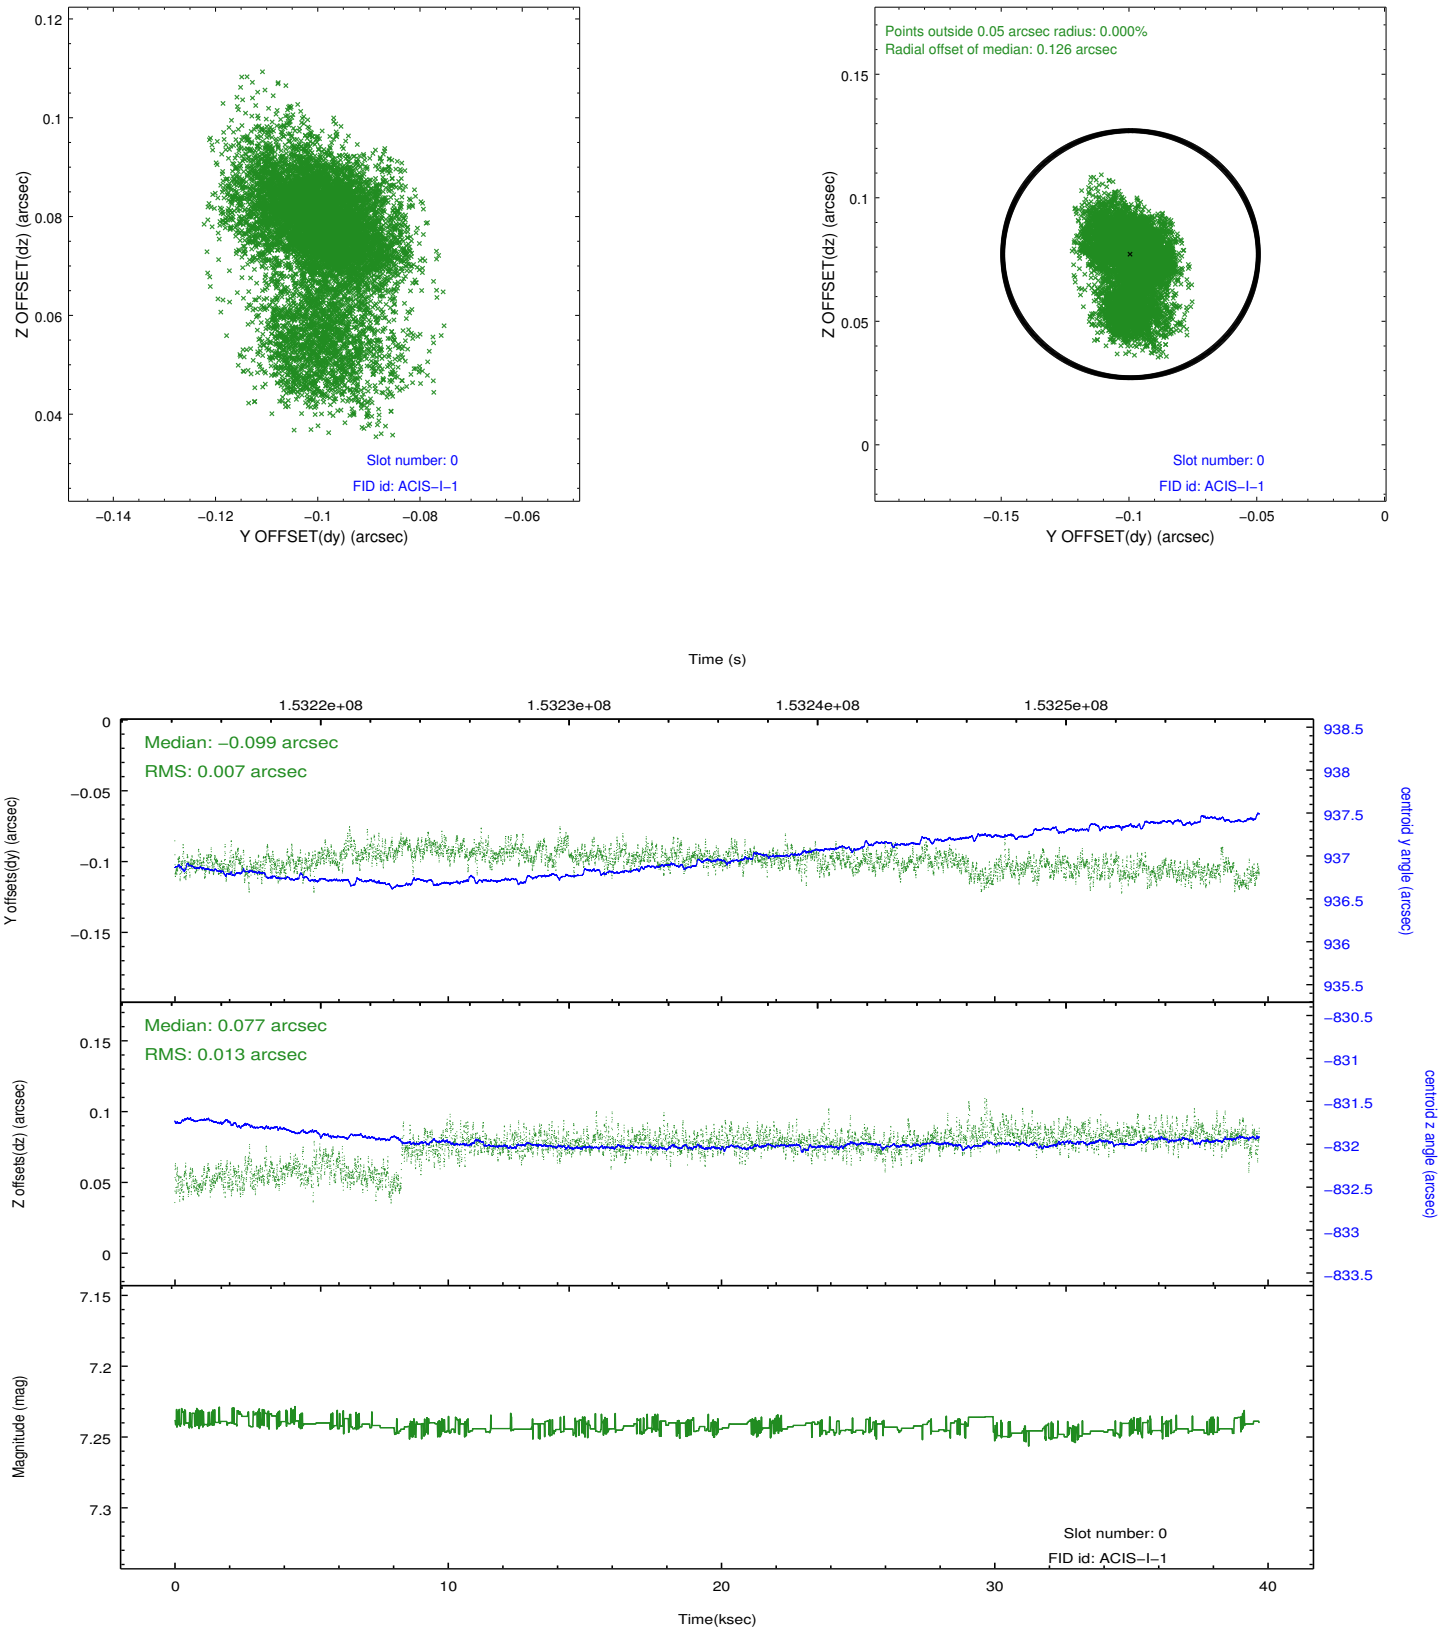 0.12
0.1
0.08
0.06
0.04
Z OFFSET(dz) (arcsec)
Slot number: 0
FID id: ACIS−I−1
−0.14 −0.12 −0.1 −0.08 −0.06
Y OFFSET(dy) (arcsec)
Points outside 0.05 arcsec radius: 0.000%
Radial offset of median: 0.126 arcsec
0.15
0.1
0.05
0
Z OFFSET(dz) (arcsec)
Slot number: 0
FID id: ACIS−I−1
−0.15 −0.1 −0.05 0
Y OFFSET(dy) (arcsec)
Time (s)
1.5322e+08 1.5323e+08 1.5324e+08 1.5325e+08
Median: −0.099 arcsec
RMS: 0.007 arcsec
0
−0.05
−0.1
−0.15
Y offsets(dy) (arcsec)
938.5
938
937.5
937
936.5
936
935.5
centroid y angle (arcsec)
Median: 0.077 arcsec
RMS: 0.013 arcsec
0.15
0.1
0.05
0
Z offsets(dz) (arcsec)
−830.5
−831
−831.5
−832
−832.5
−833
−833.5
centroid z angle (arcsec)
7.15
7.2
7.25
7.3
Magnitude (mag)
Slot number: 0
FID id: ACIS−I−1
0 10 20 30 40
Time(ksec)